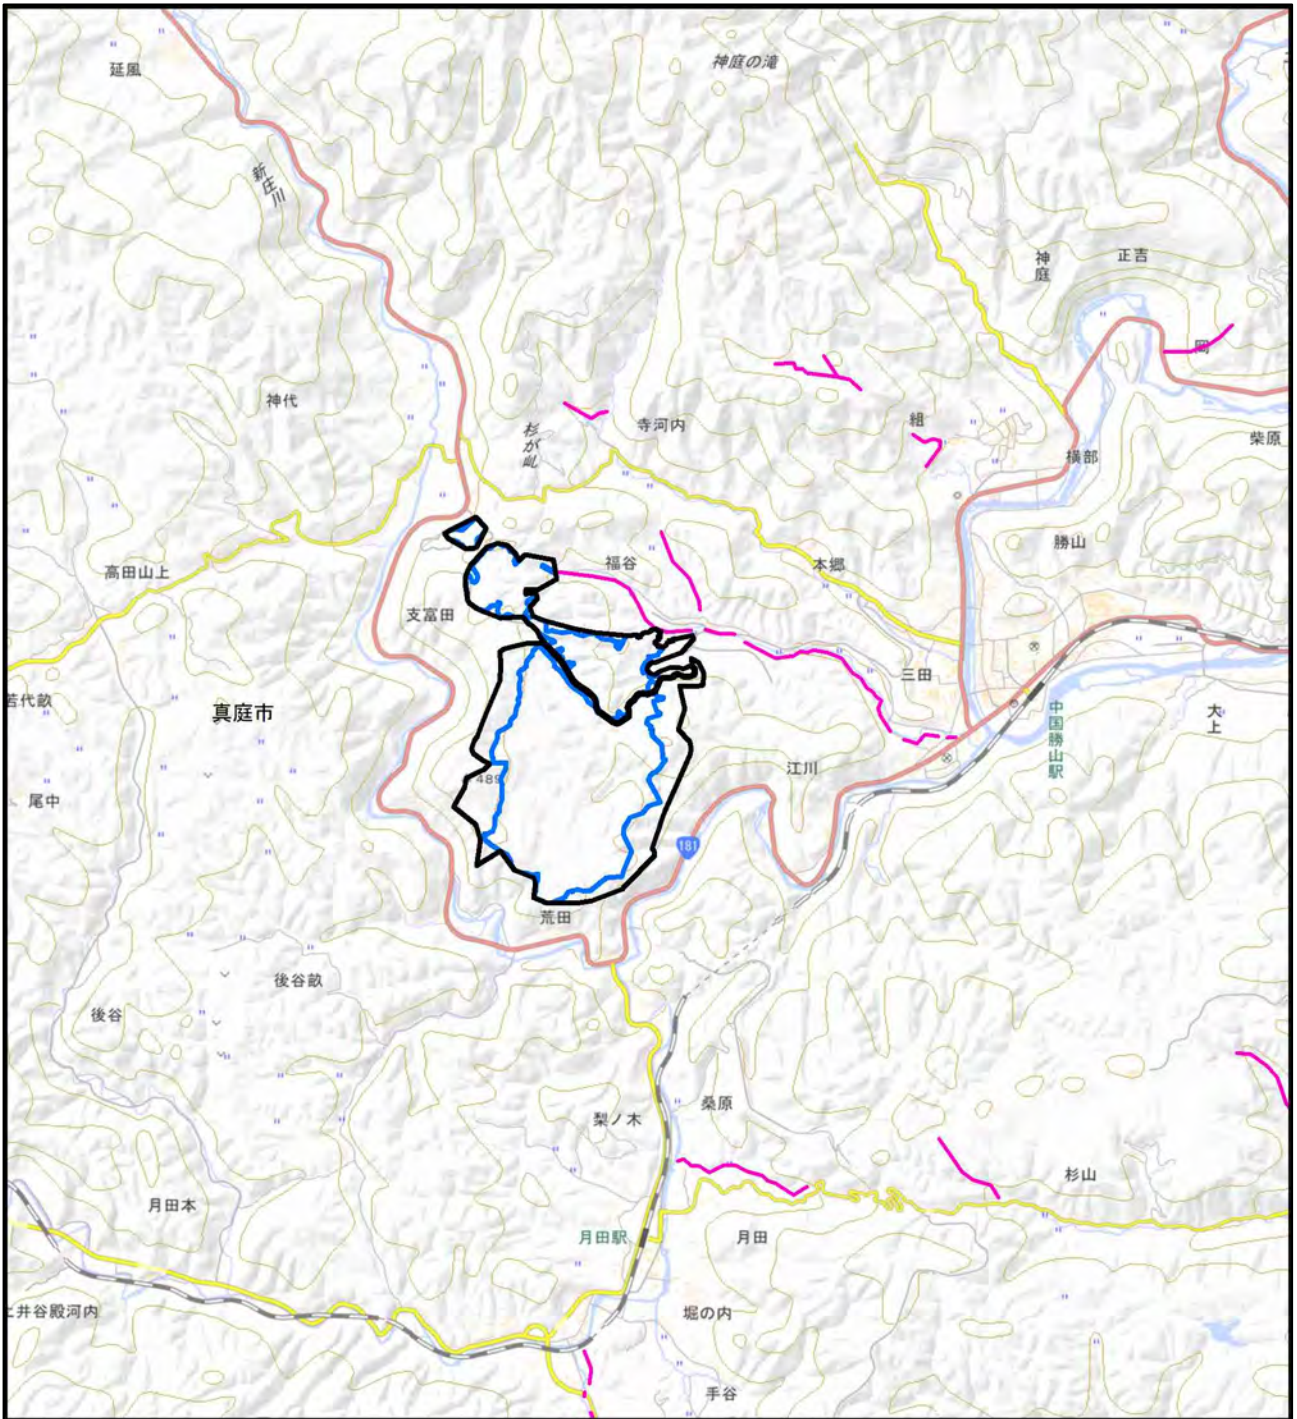 神庭の滝
延風
新庄川
神庭
正吉
岡
神代
杉が乢
寺河内
組
柴原
横部
勝山
福谷
本郷
高田山上
支富田
三田
若代畝
真庭市
大上
中国勝山駅
江川
489
尾中
181
荒田
後谷畝
後谷
桑原
梨ノ木
杉山
月田本
月田駅
月田
井谷殿河内
堀の内
手谷